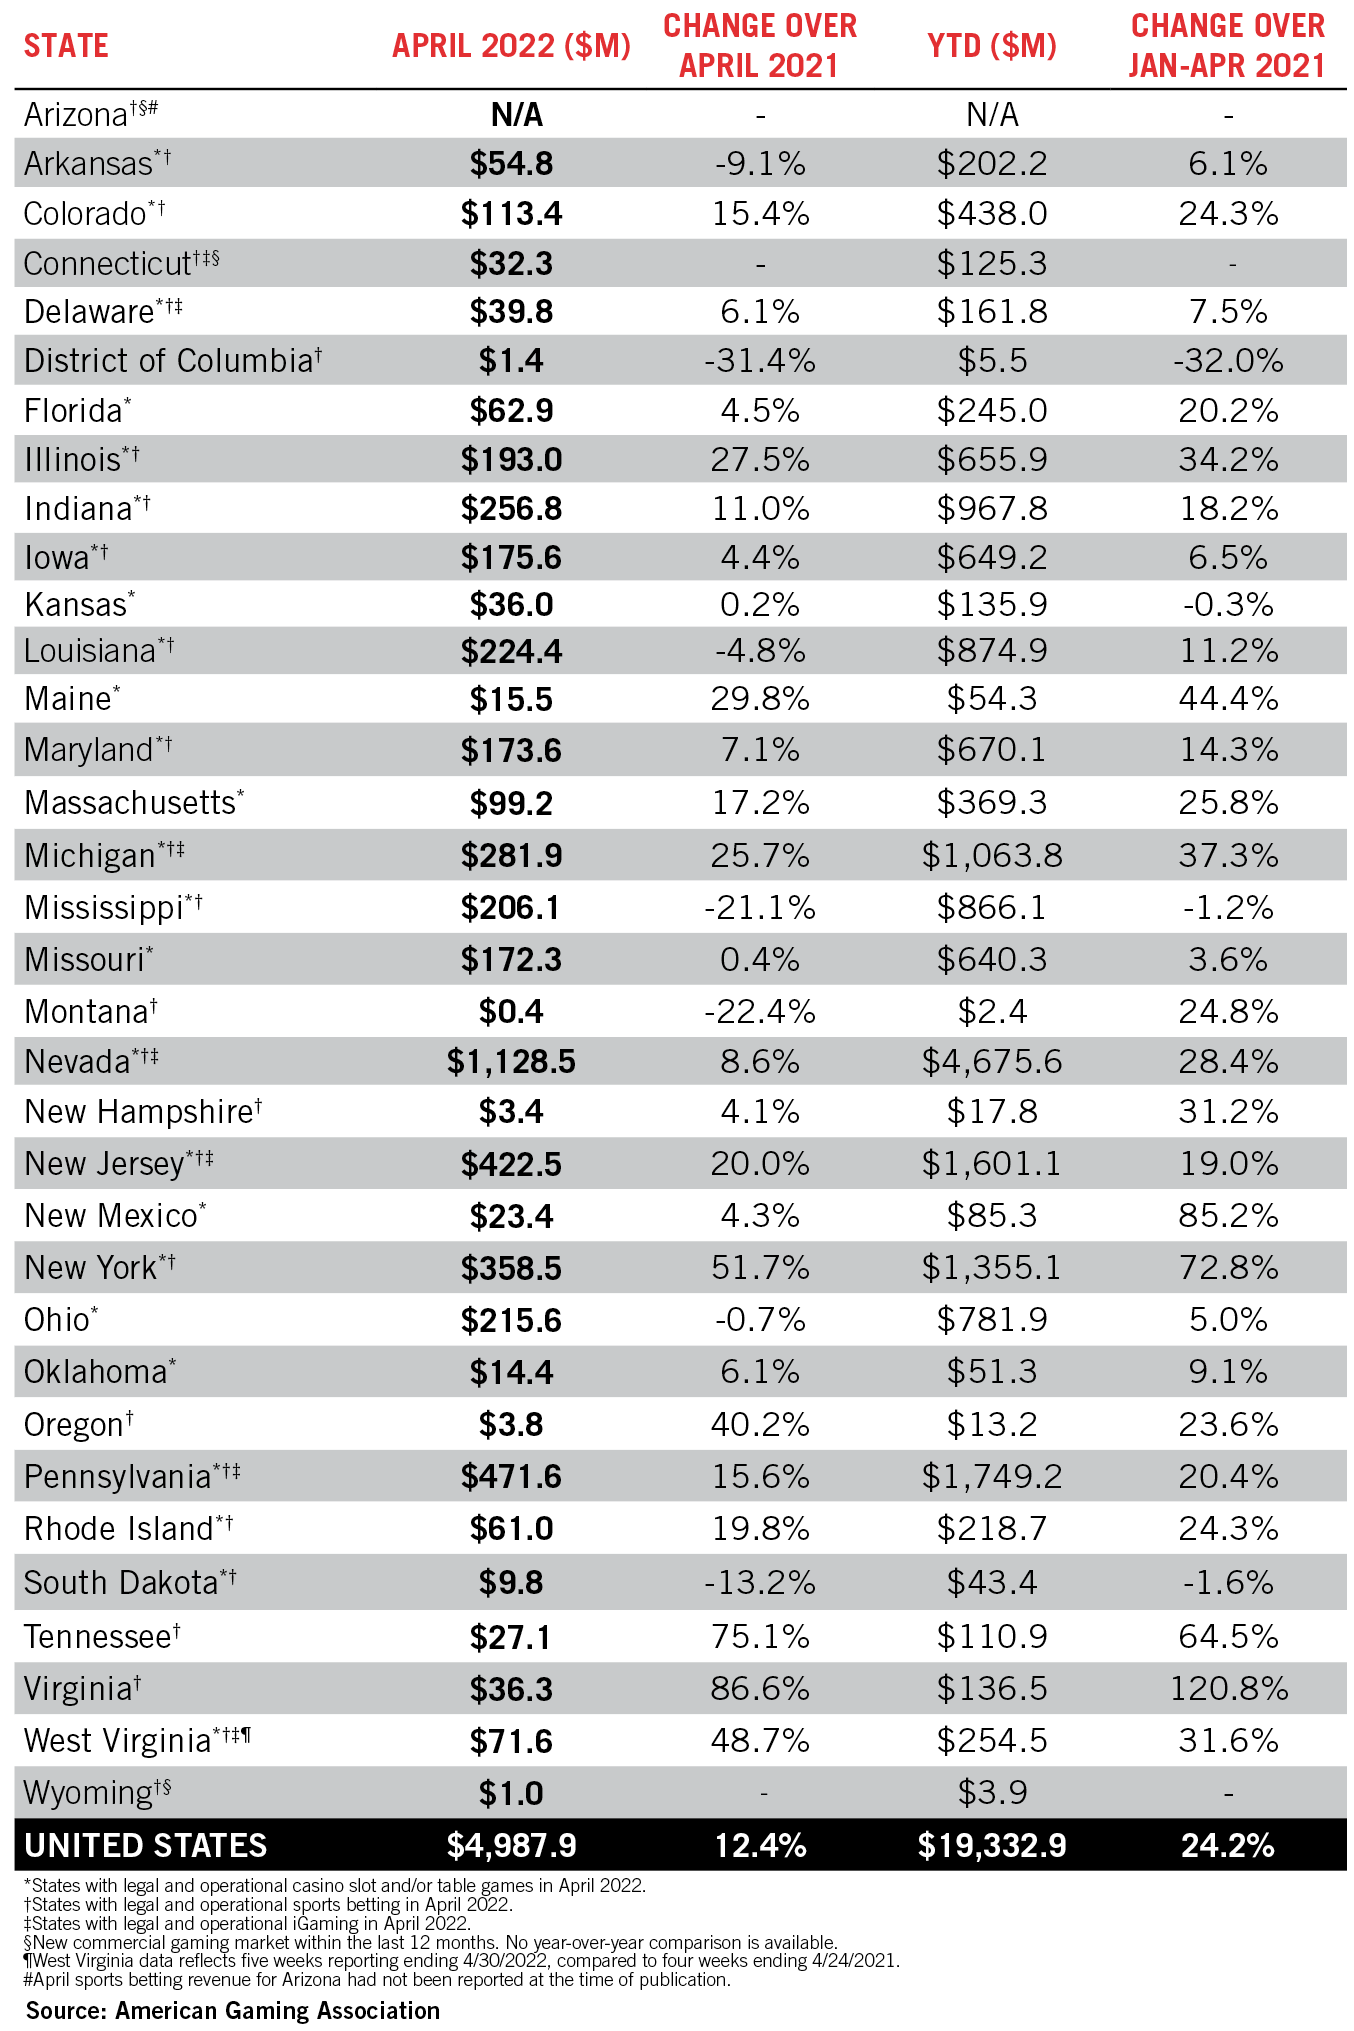 STATE APRIL 2022 ($M) CHANGE OVER APRIL 2021 YTD ($M) CHANGE OVER JAN-APR 2021
Arizona†§# N/A - N/A -
Arkansas*† $54.8 -9.1% $202.2 6.1%
Colorado*† $113.4 15.4% $438.0 24.3%
Connecticut†‡§ $32.3 - $125.3 -
Delaware*†‡ $39.8 6.1% $161.8 7.5%
District of Columbia† $1.4 -31.4% $5.5 -32.0%
Florida* $62.9 4.5% $245.0 20.2%
Illinois*† $193.0 27.5% $655.9 34.2%
Indiana*† $256.8 11.0% $967.8 18.2%
Iowa*† $175.6 4.4% $649.2 6.5%
Kansas* $36.0 0.2% $135.9 -0.3%
Louisiana*† $224.4 -4.8% $874.9 11.2%
Maine* $15.5 29.8% $54.3 44.4%
Maryland*† $173.6 7.1% $670.1 14.3%
Massachusetts* $99.2 17.2% $369.3 25.8%
Michigan*†‡ $281.9 25.7% $1,063.8 37.3%
Mississippi*† $206.1 -21.1% $866.1 -1.2%
Missouri* $172.3 0.4% $640.3 3.6%
Montana† $0.4 -22.4% $2.4 24.8%
Nevada*†‡ $1,128.5 8.6% $4,675.6 28.4%
New Hampshire† $3.4 4.1% $17.8 31.2%
New Jersey*†‡ $422.5 20.0% $1,601.1 19.0%
New Mexico* $23.4 4.3% $85.3 85.2%
New York*† $358.5 51.7% $1,355.1 72.8%
Ohio* $215.6 -0.7% $781.9 5.0%
Oklahoma* $14.4 6.1% $51.3 9.1%
Oregon† $3.8 40.2% $13.2 23.6%
Pennsylvania*†‡ $471.6 15.6% $1,749.2 20.4%
Rhode Island*† $61.0 19.8% $218.7 24.3%
South Dakota*† $9.8 -13.2% $43.4 -1.6%
Tennessee† $27.1 75.1% $110.9 64.5%
Virginia† $36.3 86.6% $136.5 120.8%
West Virginia*†‡¶ $71.6 48.7% $254.5 31.6%
Wyoming†§ $1.0 - $3.9 -
UNITED STATES $4,987.9 12.4% $19,332.9 24.2%
*States with legal and operational casino slot and/or table games in April 2022.
†States with legal and operational sports betting in April 2022.
‡States with legal and operational iGaming in April 2022.
§New commercial gaming market within the last 12 months. No year-over-year comparison is available.
¶West Virginia data reflects five weeks reporting ending 4/30/2022, compared to four weeks ending 4/24/2021.
#April sports betting revenue for Arizona had not been reported at the time of publication.
Source: American Gaming Association